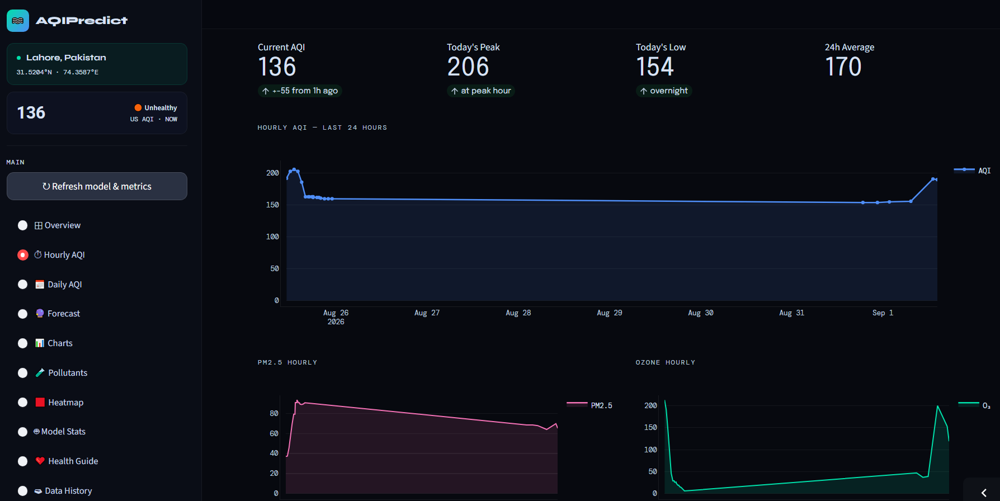 AQIPredict
Lahore, Pakistan
31.5204°N · 74.3587°E
136
Unhealthy
US AQI · NOW
MAIN
↻ Refresh model & metrics
Overview
Hourly AQI
Daily AQI
Forecast
Charts
Pollutants
Heatmap
Model Stats
Health Guide
Data History
Current AQI
136
↑ +-55 from 1h ago
Today's Peak
206
↑ at peak hour
Today's Low
154
↑ overnight
24h Average
170
HOURLY AQI — LAST 24 HOURS
200
150
100
50
0
Aug 26
2026
Aug 27
Aug 28
Aug 29
Aug 30
Aug 31
Sep 1
AQI
PM2.5 HOURLY
80
60
40
20
0
PM2.5
OZONE HOURLY
200
150
100
50
0
O₃